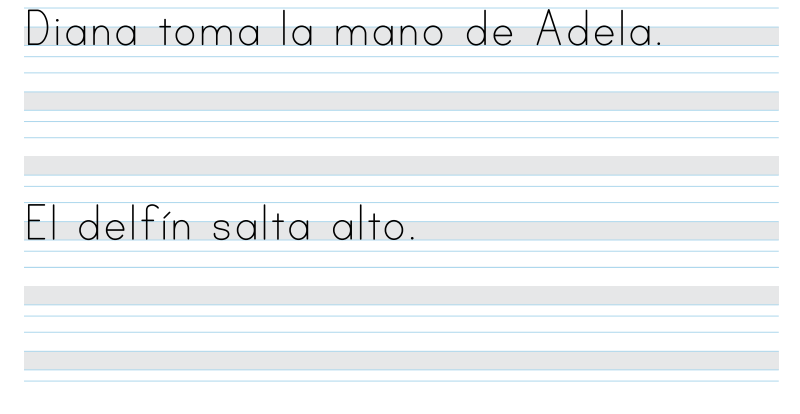 Diana toma la mano de Adela.
El delfín salta alto.